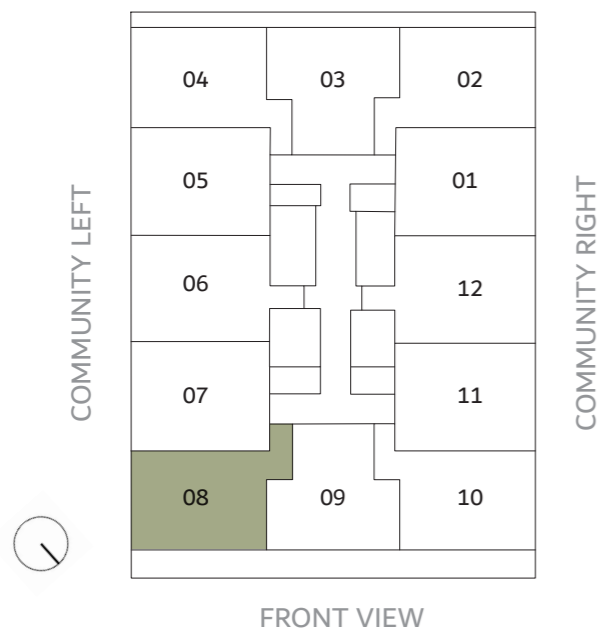 04 03 02
05 01
COMMUNITY LEFT
COMMUNITY RIGHT
06 12
07 11
08 09 10
FRONT VIEW